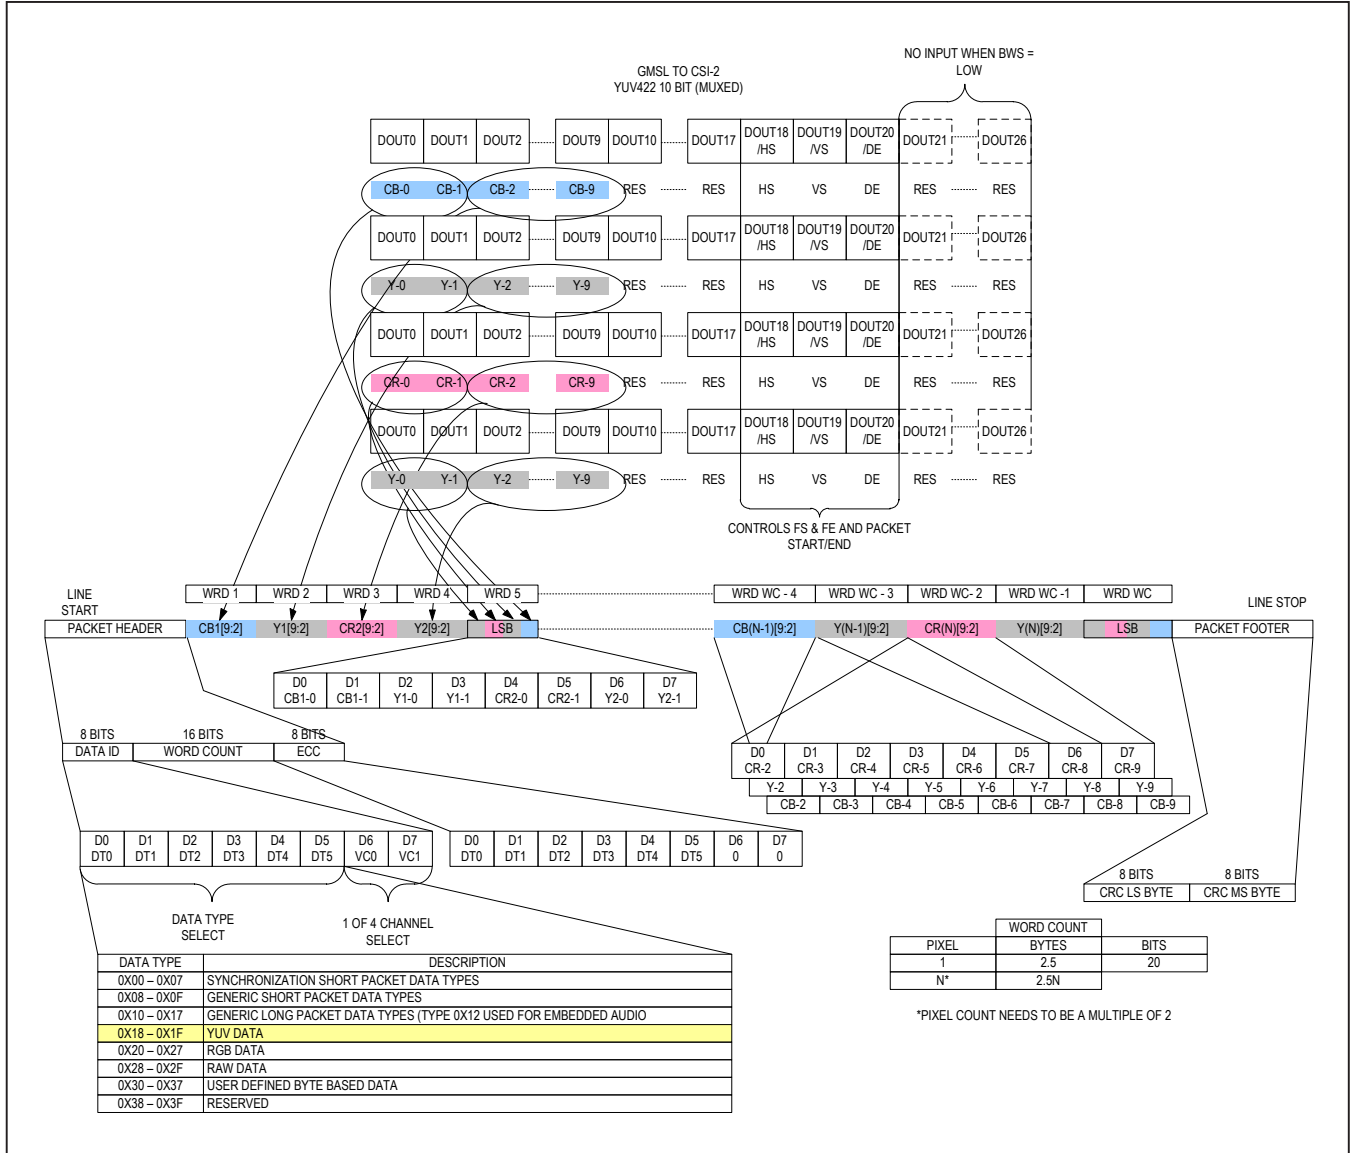 NO INPUT WHEN BWS =
LOW
GMSL TO CSI-2
YUV422 10 BIT (MUXED)
DOUT0 DOUT1 DOUT2 DOUT9 DOUT10 DOUT17 DOUT18 /HS DOUT19 /VS DOUT20 /DE DOUT21 DOUT26
CB-0 CB-1 CB-2 CB-9 RES RES HS VS DE RES RES
DOUT0 DOUT1 DOUT2 DOUT9 DOUT10 DOUT17 DOUT18 /HS DOUT19 /VS DOUT20 /DE DOUT21 DOUT26
Y-0 Y-1 Y-2 Y-9 RES RES HS VS DE RES RES
DOUT0 DOUT1 DOUT2 DOUT9 DOUT10 DOUT17 DOUT18 /HS DOUT19 /VS DOUT20 /DE DOUT21 DOUT26
CR-0 CR-1 CR-2 CR-9 RES RES HS VS DE RES RES
DOUT0 DOUT1 DOUT2 DOUT9 DOUT10 DOUT17 DOUT18 /HS DOUT19 /VS DOUT20 /DE DOUT21 DOUT26
Y-0 Y-1 Y-2 Y-9 RES RES HS VS DE RES RES
CONTROLS FS & FE AND PACKET
START/END
LINE
START
WRD 1 WRD 2 WRD 3 WRD 4 WRD 5 WRD WC - 4 WRD WC - 3 WRD WC- 2 WRD WC -1 WRD WC
LINE STOP
PACKET HEADER CB1[9:2] Y1[9:2] CR2[9:2] Y2[9:2] LSB CB(N-1)[9:2] Y(N-1)[9:2] CR(N)[9:2] Y(N)[9:2] LSB PACKET FOOTER
D0 D1 D2 D3 D4 D5 D6 D7
CB1-0 CB1-1 Y1-0 Y1-1 CR2-0 CR2-1 Y2-0 Y2-1
8 BITS 16 BITS 8 BITS
DATA ID WORD COUNT ECC
D0 D1 D2 D3 D4 D5 D6 D7
CR-2 CR-3 CR-4 CR-5 CR-6 CR-7 CR-8 CR-9
Y-2 Y-3 Y-4 Y-5 Y-6 Y-7 Y-8 Y-9
CB-2 CB-3 CB-4 CB-5 CB-6 CB-7 CB-8 CB-9
D0 D1 D2 D3 D4 D5 D6 D7
DT0 DT1 DT2 DT3 DT4 DT5 VC0 VC1
D0 D1 D2 D3 D4 D5 D6 D7
DT0 DT1 DT2 DT3 DT4 DT5 0 0
8 BITS 8 BITS
CRC LS BYTE CRC MS BYTE
DATA TYPE
SELECT
1 OF 4 CHANNEL
SELECT
WORD COUNT
PIXEL BYTES BITS
1 2.5 20
N* 2.5N
*PIXEL COUNT NEEDS TO BE A MULTIPLE OF 2
DATA TYPE DESCRIPTION
0X00 – 0X07 SYNCHRONIZATION SHORT PACKET DATA TYPES
0X08 – 0X0F GENERIC SHORT PACKET DATA TYPES
0X10 – 0X17 GENERIC LONG PACKET DATA TYPES (TYPE 0X12 USED FOR EMBEDDED AUDIO
0X18 – 0X1F YUV DATA
0X20 – 0X27 RGB DATA
0X28 – 0X2F RAW DATA
0X30 – 0X37 USER DEFINED BYTE BASED DATA
0X38 – 0X3F RESERVED